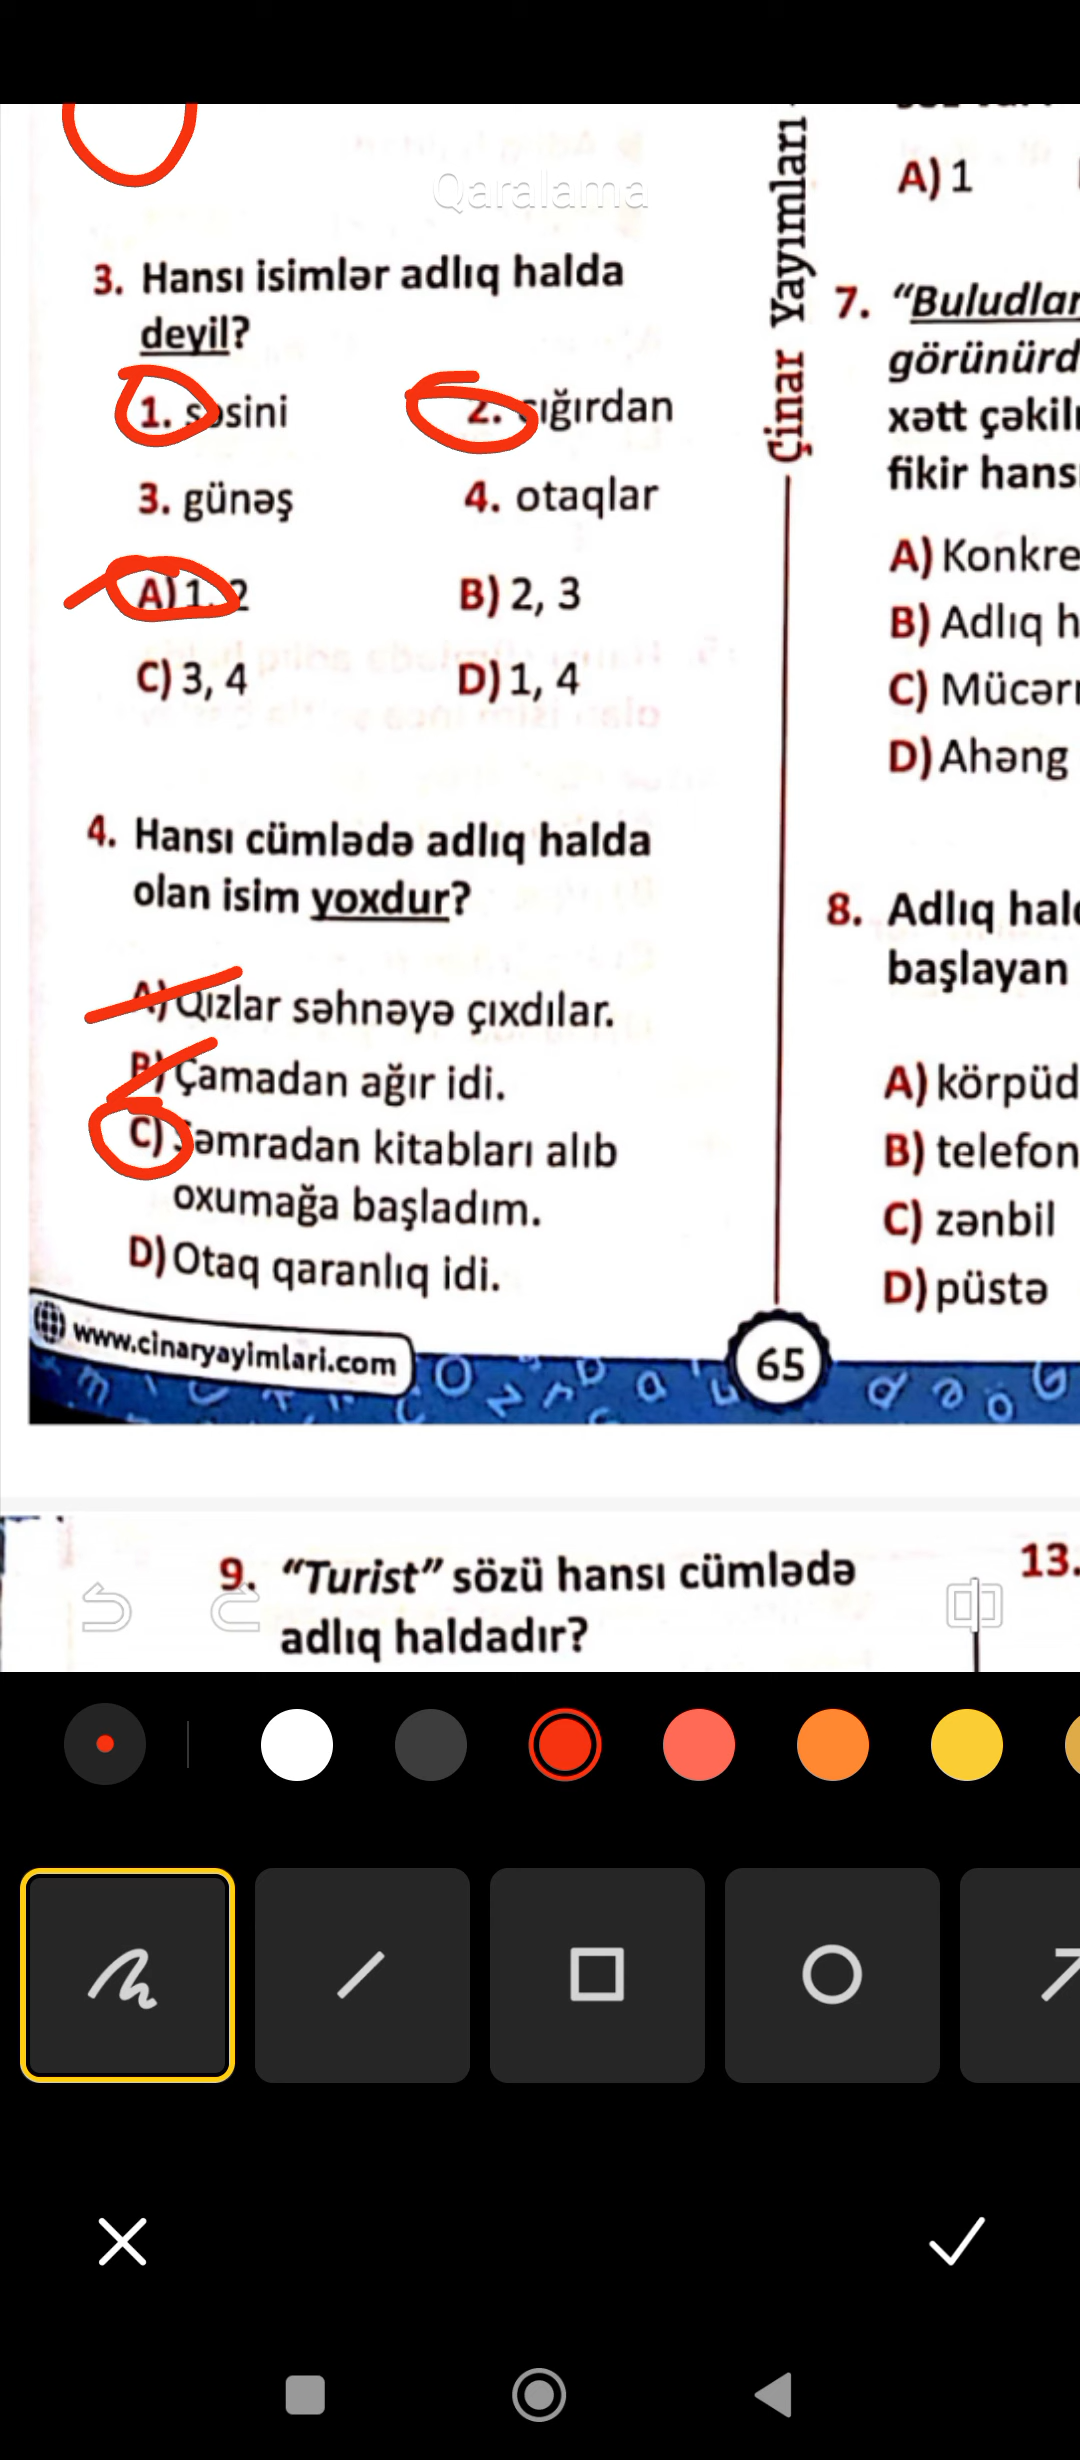 Qaralama
3. Hansı isimlər adlıq halda
deyil?
1. səsini 2. sığırdan
3. günəş 4. otaqlar
A) 1, 2 B) 2, 3
C) 3, 4 D) 1, 4
4. Hansı cümlədə adlıq halda
olan isim yoxdur?
A) Qızlar səhnəyə çıxdılar.
B) Çamadan ağır idi.
C) Səmradan kitabları alıb
oxumağa başladım.
D) Otaq qaranlıq idi.
www.cinaryayimlari.com
Çinar Yayımları
A) 1
7. "Buludlar
görünürd
xətt çəkil
fikir hans
A) Konkre
B) Adlıq h
C) Mücər
D) Ahəng
8. Adlıq hal
başlayan
A) körpüd
B) telefon
C) zənbil
D) püstə
65
9. "Turist" sözü hansı cümlədə
adlıq haldadır?
13.